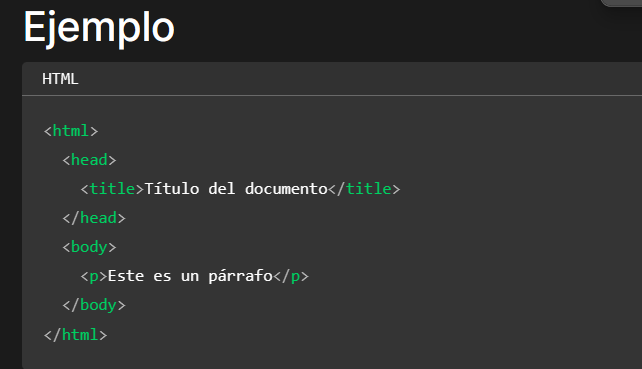 Ejemplo
HTML
<html>
  <head>
    <title>Título del documento</title>
  </head>
  <body>
    <p>Este es un párrafo</p>
  </body>
</html>